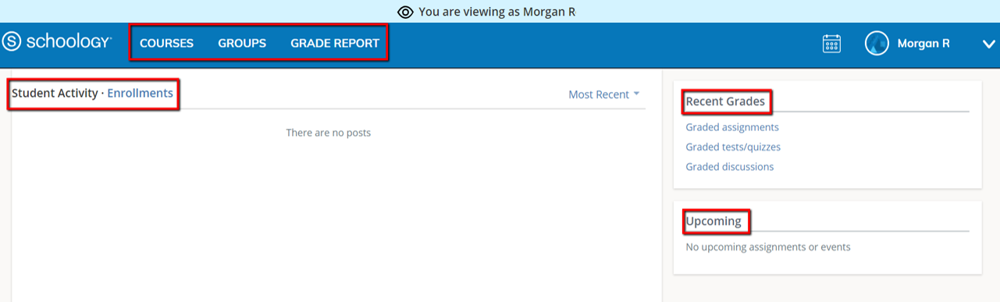 You are viewing as Morgan R
schoology COURSES GROUPS GRADE REPORT Morgan R
Student Activity · Enrollments
Most Recent
There are no posts
Recent Grades
Graded assignments
Graded tests/quizzes
Graded discussions
Upcoming
No upcoming assignments or events